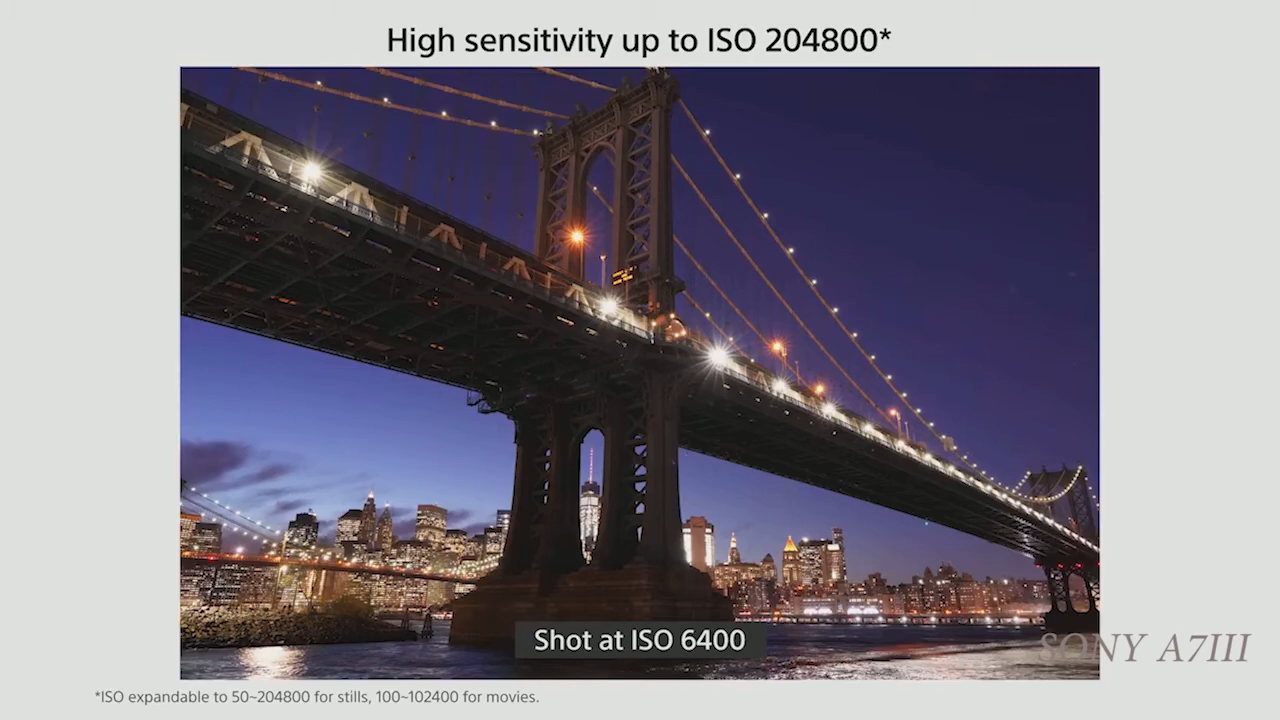 High sensitivity up to ISO 204800*
Shot at ISO 6400
SONY A7III
*ISO expandable to 50~204800 for stills, 100~102400 for movies.